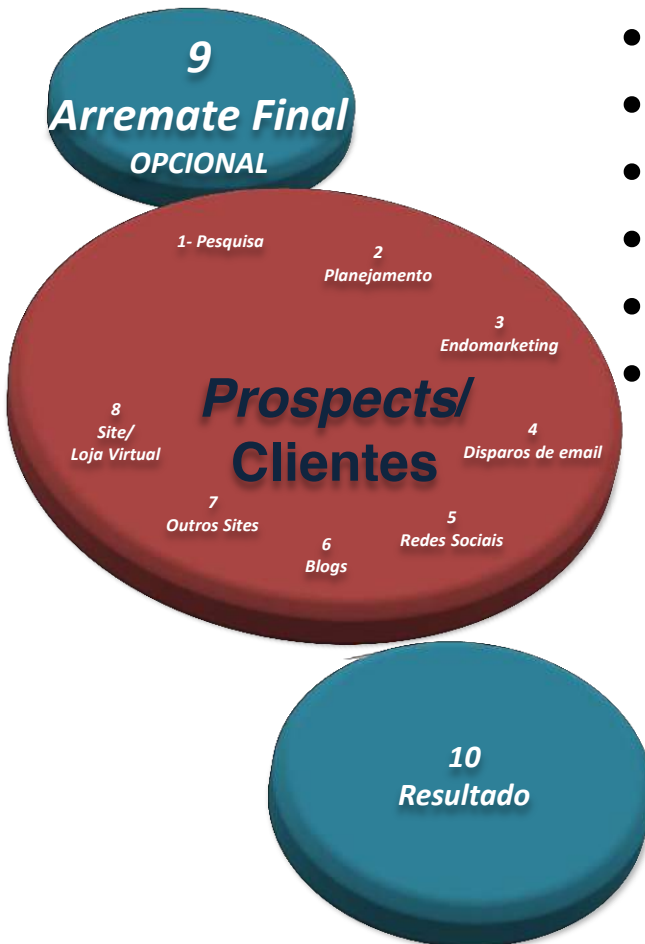 9
Arremate Final
OPCIONAL
1- Pesquisa
2
Planejamento
3
Endomarketing
Prospects/
Clientes
4
Disparos de email
5
Redes Sociais
6
Blogs
7
Outros Sites
8
Site/
Loja Virtual
10
Resultado